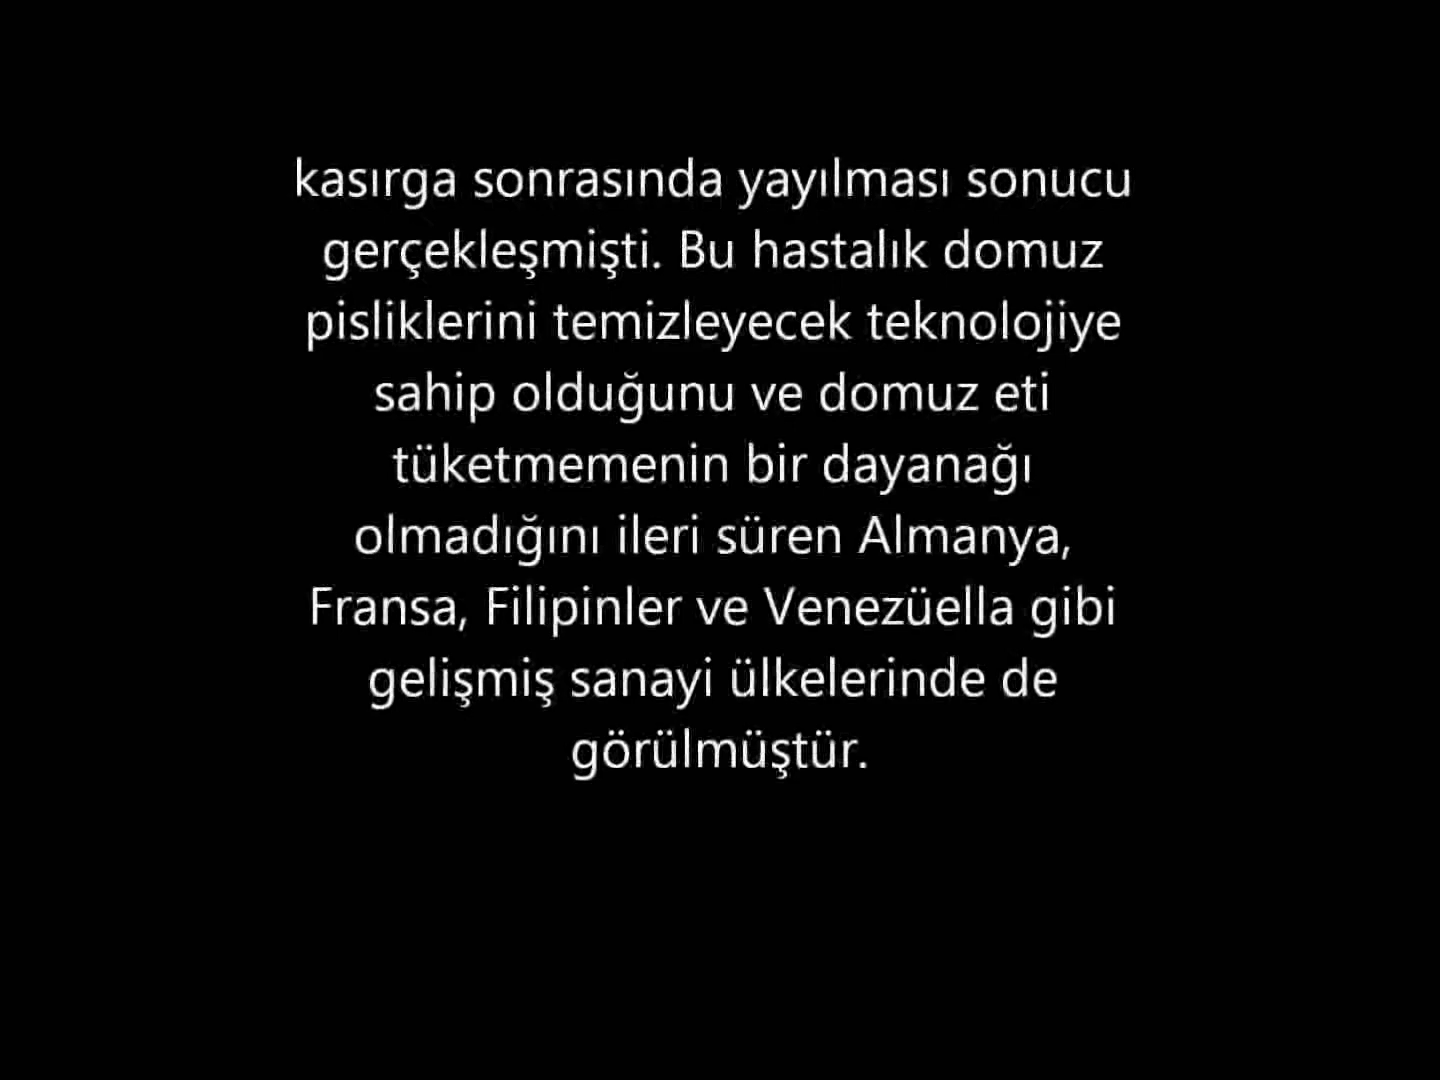 kasırga sonrasında yayılması sonucu
gerçekleşmişti. Bu hastalık domuz
pisliklerini temizleyecek teknolojiye
sahip olduğunu ve domuz eti
tüketmemenin bir dayanağı
olmadığını ileri süren Almanya,
Fransa, Filipinler ve Venezüella gibi
gelişmiş sanayi ülkelerinde de
görülmüştür.